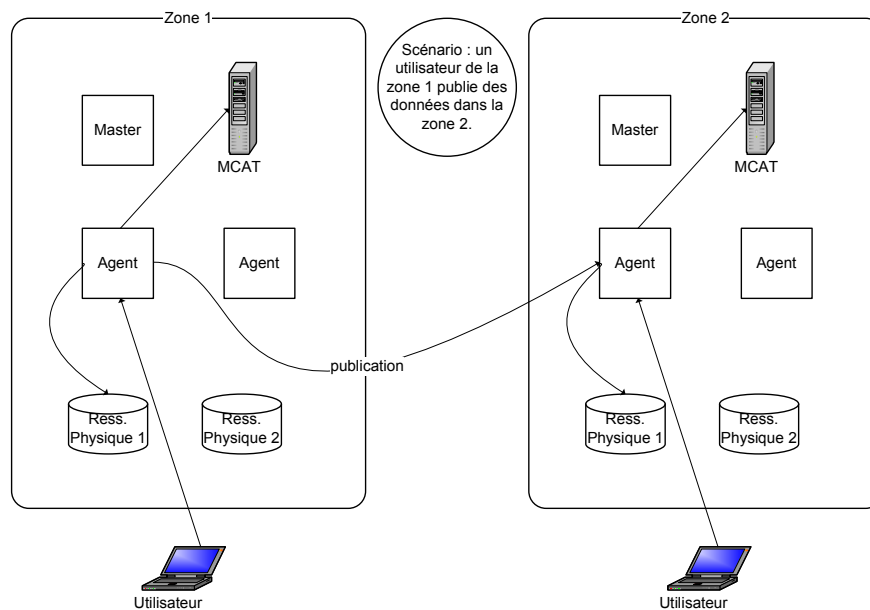 Zone 1
Zone 2
Scénario : un
utilisateur de la
zone 1 publie des
données dans la
zone 2.
Master
MCAT
Master
MCAT
Agent
Agent
Agent
Agent
publication
Ress.
Physique 1
Ress.
Physique 2
Ress.
Physique 1
Ress.
Physique 2
Utilisateur
Utilisateur